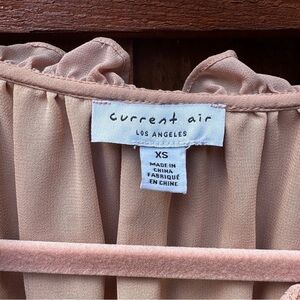 current air
LOS ANGELES
XS
MADE IN
CHINA
FABRIQUÉ
EN CHINE